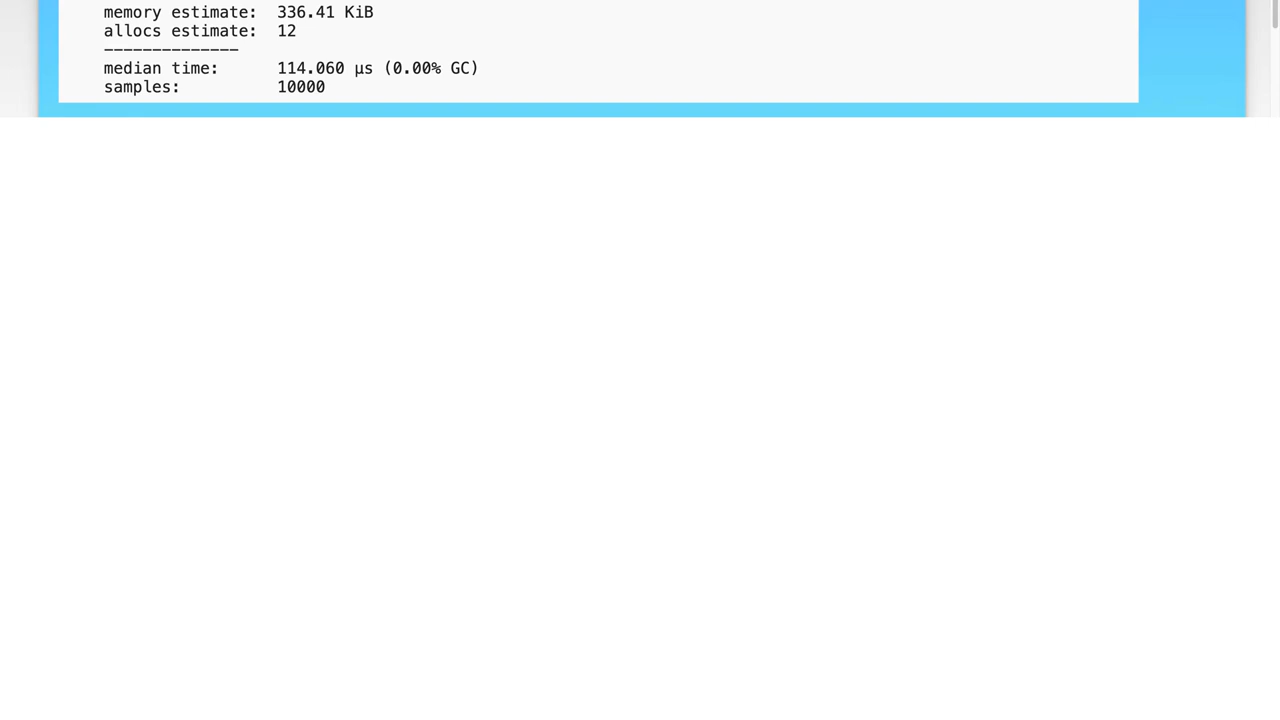 memory estimate:  336.41 KiB
allocs estimate:  12
--------------
median time:      114.060 μs (0.00% GC)
samples:          10000